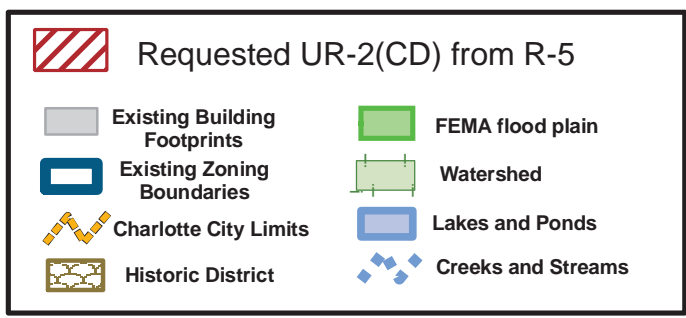 Requested UR-2(CD) from R-5
Existing Building
Footprints
Existing Zoning
Boundaries
Charlotte City Limits
Historic District
FEMA flood plain
Watershed
Lakes and Ponds
Creeks and Streams